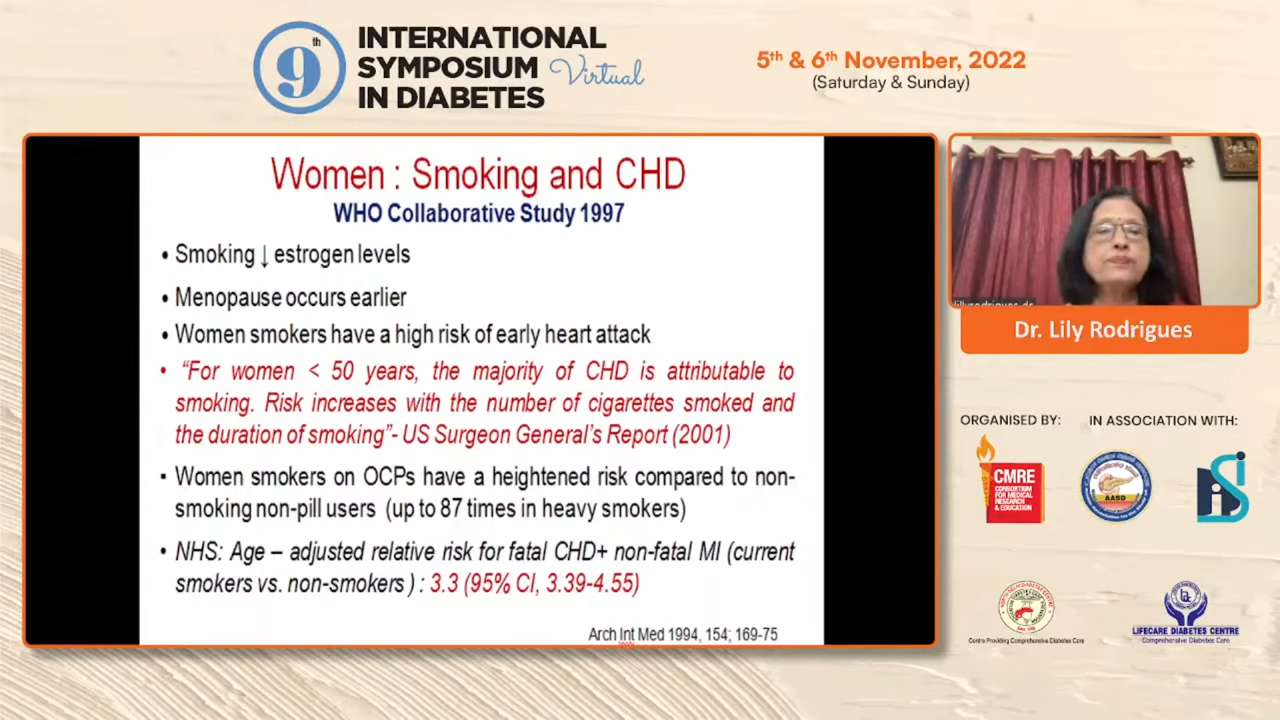 9th
INTERNATIONAL
SYMPOSIUM
IN DIABETES
Virtual
5th & 6th November, 2022
(Saturday & Sunday)
Women : Smoking and CHD
WHO Collaborative Study 1997
• Smoking ↓ estrogen levels
• Menopause occurs earlier
• Women smokers have a high risk of early heart attack
• “For women < 50 years, the majority of CHD is attributable to
smoking. Risk increases with the number of cigarettes smoked and
the duration of smoking”- US Surgeon General’s Report (2001)
• Women smokers on OCPs have a heightened risk compared to non-
smoking non-pill users (up to 87 times in heavy smokers)
• NHS: Age – adjusted relative risk for fatal CHD+ non-fatal MI (current
smokers vs. non-smokers ) : 3.3 (95% CI, 3.39-4.55)
Arch Int Med 1994, 154; 169-75
Dr. Lily Rodrigues
ORGANISED BY:
IN ASSOCIATION WITH:
CMRE
CONSORTIUM
FOR MEDICAL
RESEARCH
& EDUCATION
AASD
Centre Providing Comprehensive Diabetes Care
LIFECARE DIABETES CENTRE
Comprehensive Diabetes Care